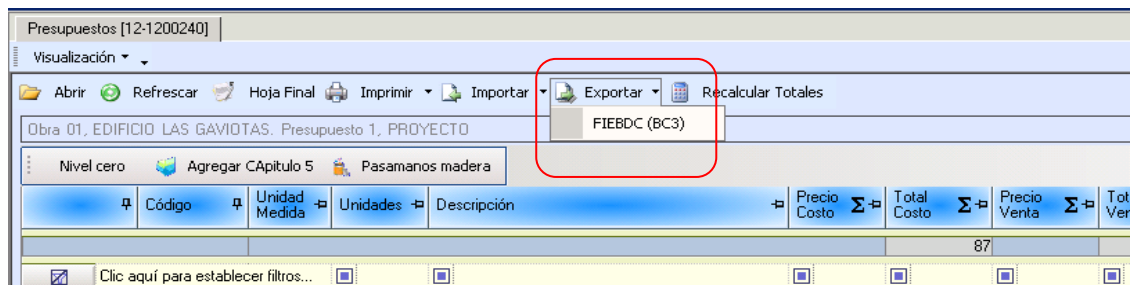 Presupuestos [12-1200240]
Visualización
Abrir Refrescar Hoja Final Imprimir Importar Exportar Recalcular Totales
FIEBDC (BC3)
Obra 01, EDIFICIO LAS GAVIOTAS. Presupuesto 1, PROYECTO
Nivel cero Agregar CApitulo 5 Pasamanos madera
Código Unidad Medida Unidades Descripción Precio Costo Σ Total Costo Σ Precio Venta Σ Tot Ver
87
Clic aquí para establecer filtros...